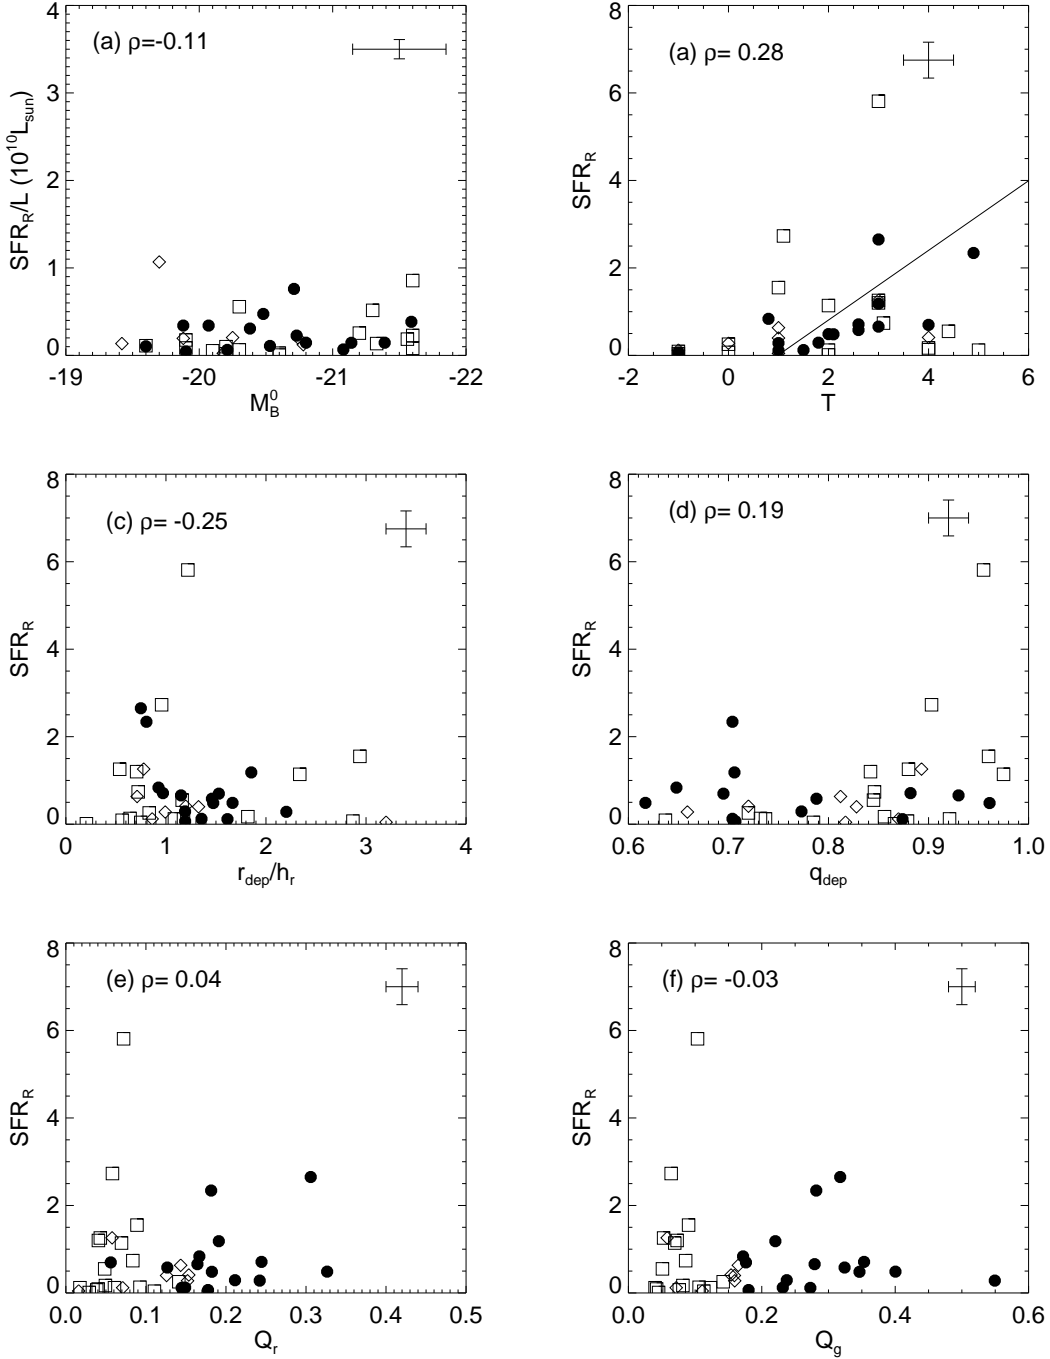 (a) ρ=-0.11
SFR_R/L (10^10 L_sun)
4
3
2
1
0
-19 -20 -21 -22
M_B^0
(a) ρ= 0.28
SFR_R
8
6
4
2
0
-2 0 2 4 6
T
(c) ρ= -0.25
SFR_R
8
6
4
2
0
0 1 2 3 4
r_dep/h_r
(d) ρ= 0.19
SFR_R
8
6
4
2
0
0.6 0.7 0.8 0.9 1.0
q_dep
(e) ρ= 0.04
SFR_R
8
6
4
2
0
0.0 0.1 0.2 0.3 0.4 0.5
Q_r
(f) ρ= -0.03
SFR_R
8
6
4
2
0
0.0 0.2 0.4 0.6
Q_g